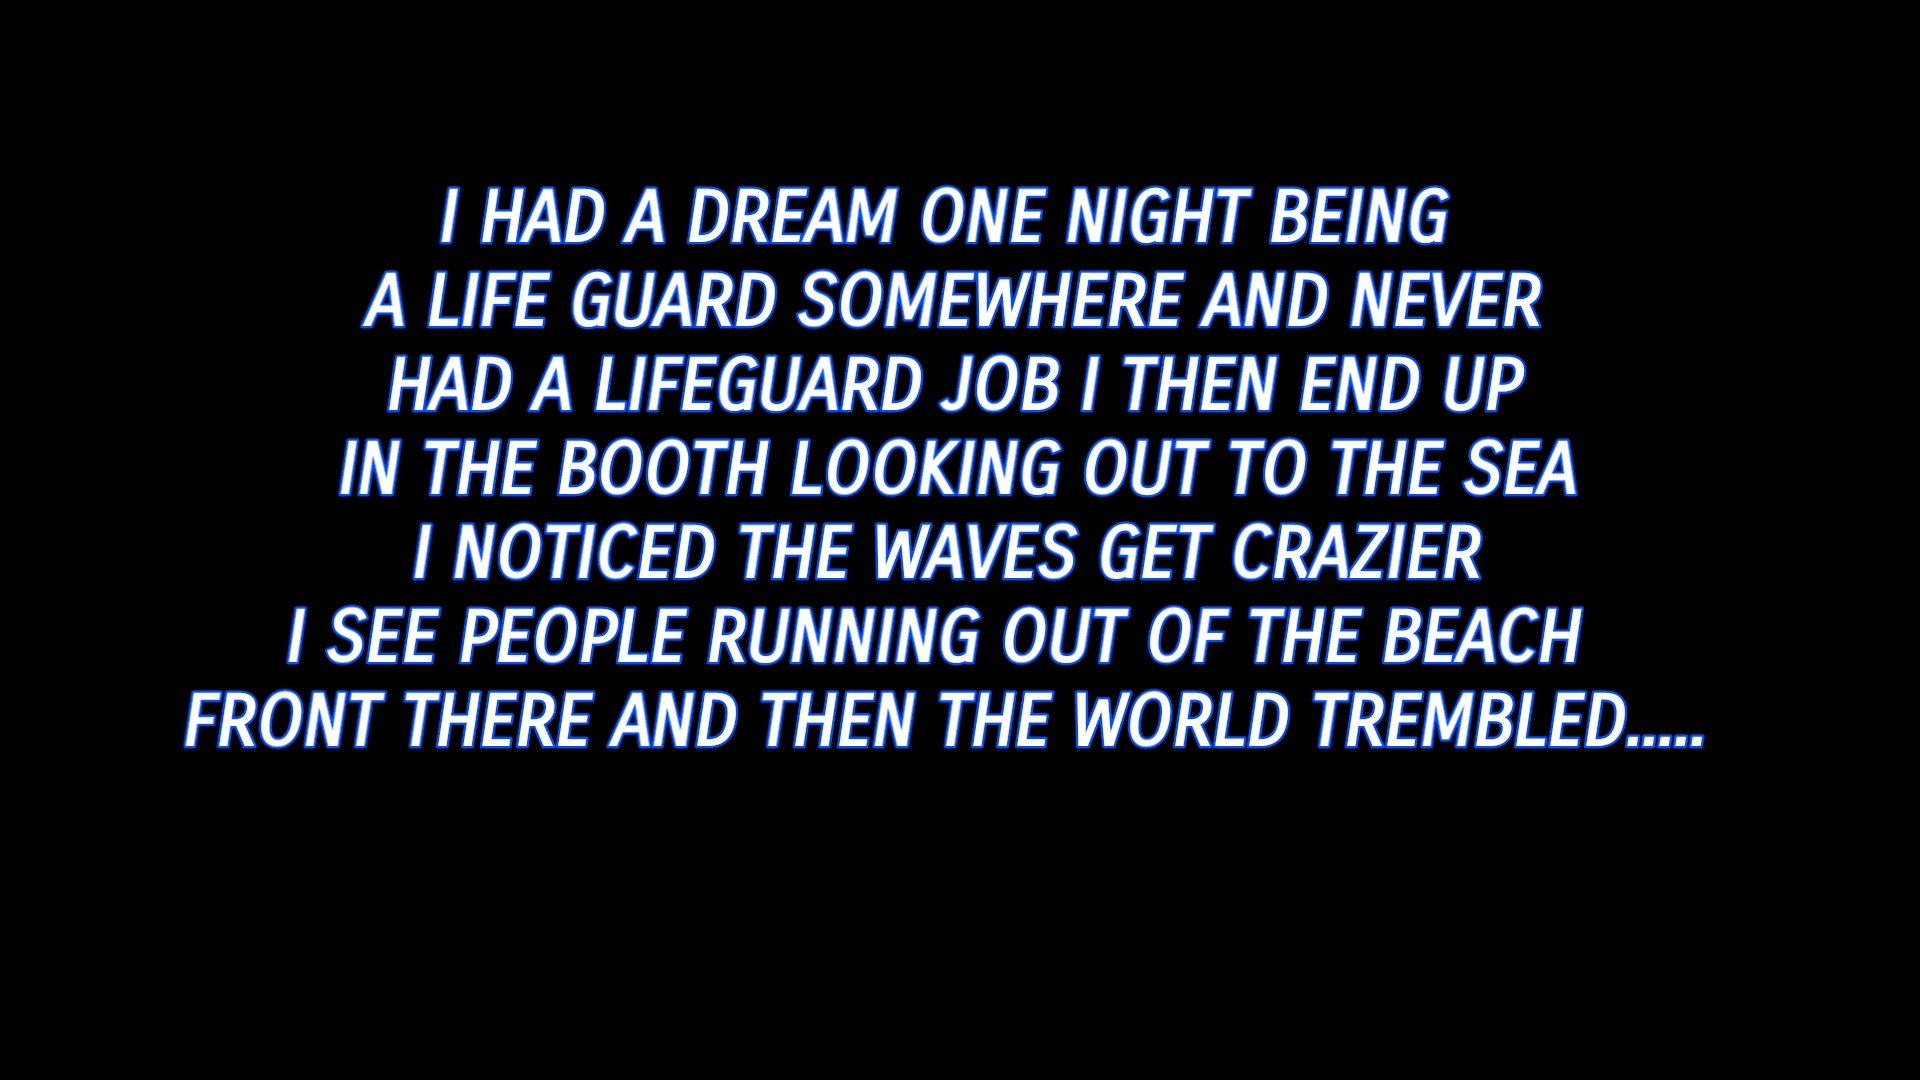 I HAD A DREAM ONE NIGHT BEING
A LIFE GUARD SOMEWHERE AND NEVER
HAD A LIFEGUARD JOB I THEN END UP
IN THE BOOTH LOOKING OUT TO THE SEA
I NOTICED THE WAVES GET CRAZIER
I SEE PEOPLE RUNNING OUT OF THE BEACH
FRONT THERE AND THEN THE WORLD TREMBLED.....